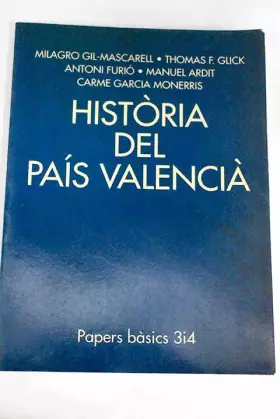 MILAGRO GIL-MASCARELL • THOMAS F. GLICK
ANTONI FURIÓ • MANUEL ARDIT
CARME GARCIA MONERRIS
HISTÒRIA
DEL
PAÍS VALENCIÀ
Papers bàsics 3i4